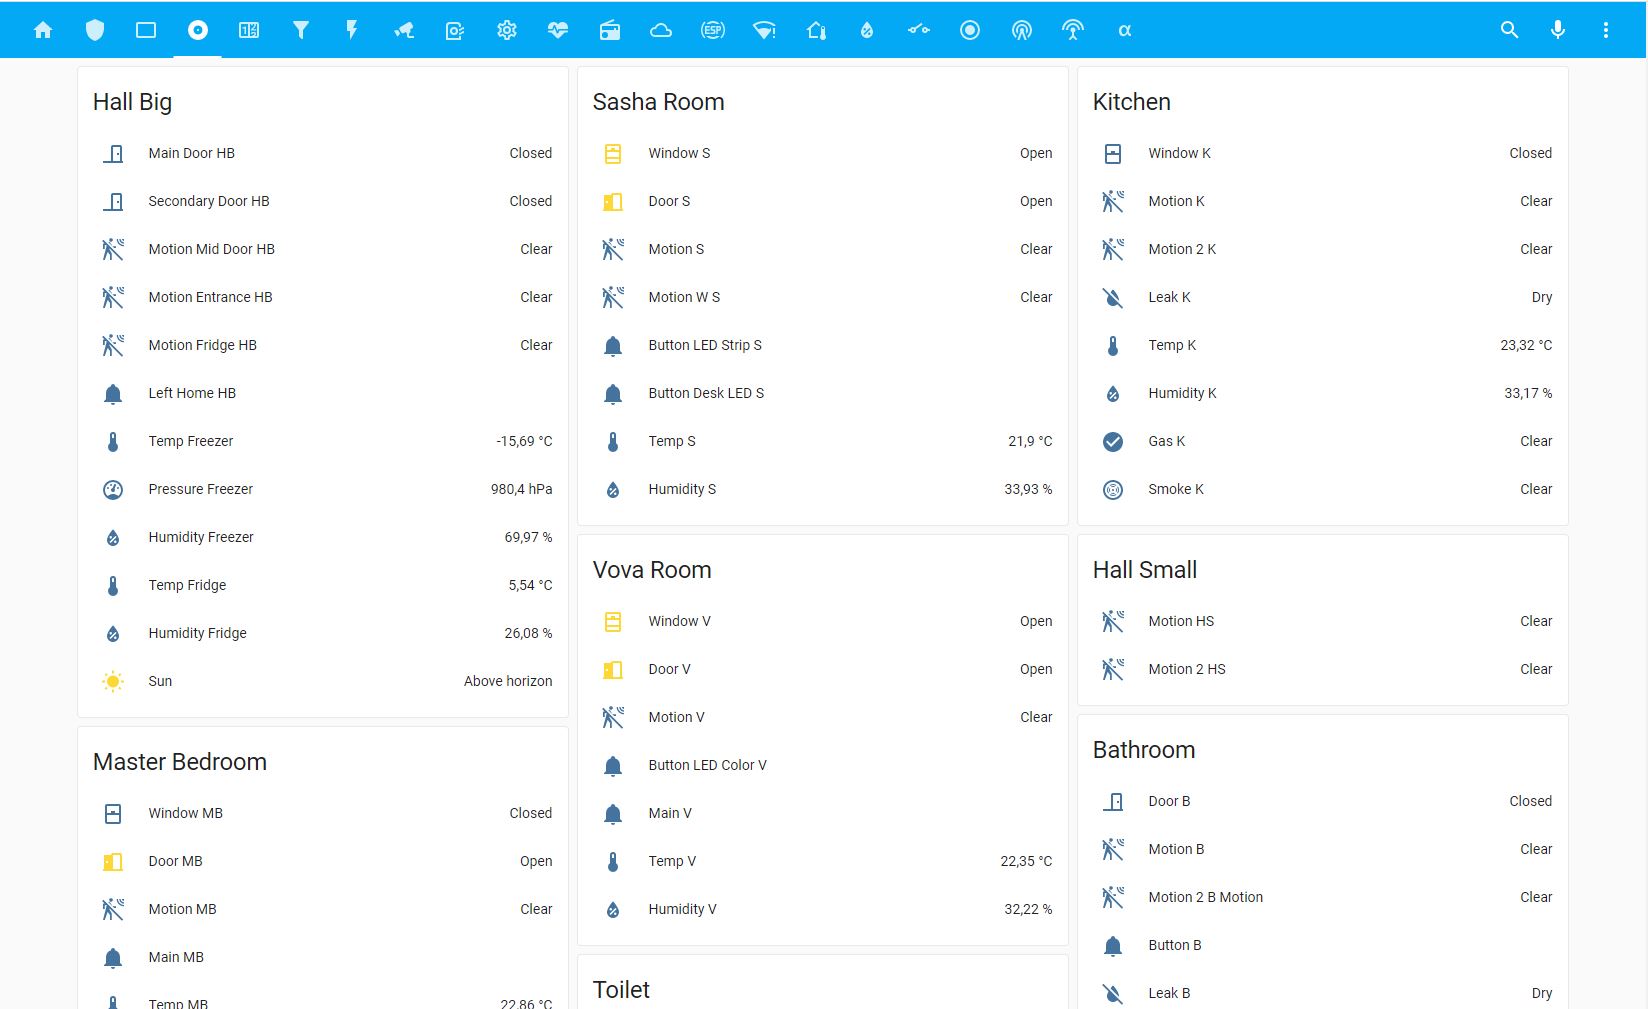 Hall Big
Main Door HB Closed
Secondary Door HB Closed
Motion Mid Door HB Clear
Motion Entrance HB Clear
Motion Fridge HB Clear
Left Home HB
Temp Freezer -15,69 °C
Pressure Freezer 980,4 hPa
Humidity Freezer 69,97 %
Temp Fridge 5,54 °C
Humidity Fridge 26,08 %
Sun Above horizon
Master Bedroom
Window MB Closed
Door MB Open
Motion MB Clear
Main MB
Temp MB 22,86 °C
Sasha Room
Window S Open
Door S Open
Motion S Clear
Motion W S Clear
Button LED Strip S
Button Desk LED S
Temp S 21,9 °C
Humidity S 33,93 %
Vova Room
Window V Open
Door V Open
Motion V Clear
Button LED Color V
Main V
Temp V 22,35 °C
Humidity V 32,22 %
Toilet
Kitchen
Window K Closed
Motion K Clear
Motion 2 K Clear
Leak K Dry
Temp K 23,32 °C
Humidity K 33,17 %
Gas K Clear
Smoke K Clear
Hall Small
Motion HS Clear
Motion 2 HS Clear
Bathroom
Door B Closed
Motion B Clear
Motion 2 B Motion Clear
Button B
Leak B Dry